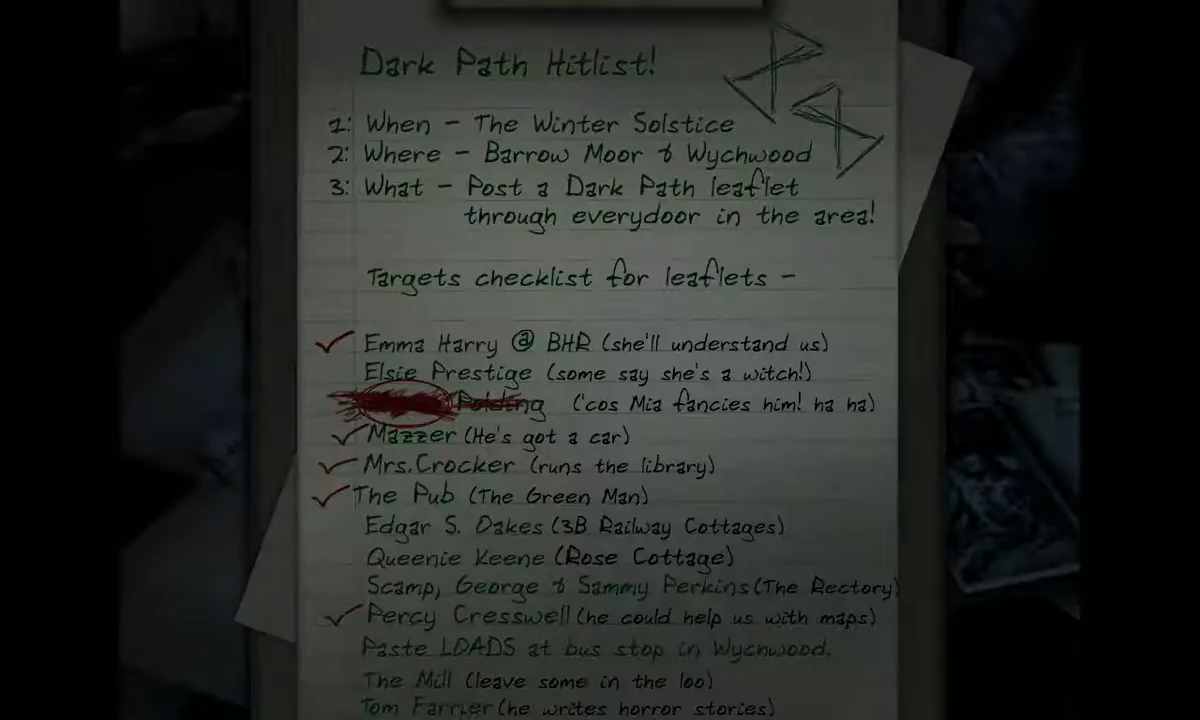 Dark Path Hitlist!
1: When - The Winter Solstice
2: Where - Barrow Moor & Wychwood
3: What - Post a Dark Path leaflet
through everydoor in the area!
Targets checklist for leaflets -
Emma Harry @ BHR (she'll understand us)
Elsie Prestige (some say she's a witch!)
('cos Mia fancies him! ha ha)
Mazzer (He's got a car)
Mrs. Crocker (runs the library)
The Pub (The Green Man)
Edgar S. Oakes (3B Railway Cottages)
Queenie Keene (Rose Cottage)
Scamp, George & Sammy Perkins (The Rectory)
Percy Cresswell (he could help us with maps)
Paste LOADS at bus stop in Wychwood.
The Mill (leave some in the loo)
Tom Farrier (he writes horror stories)